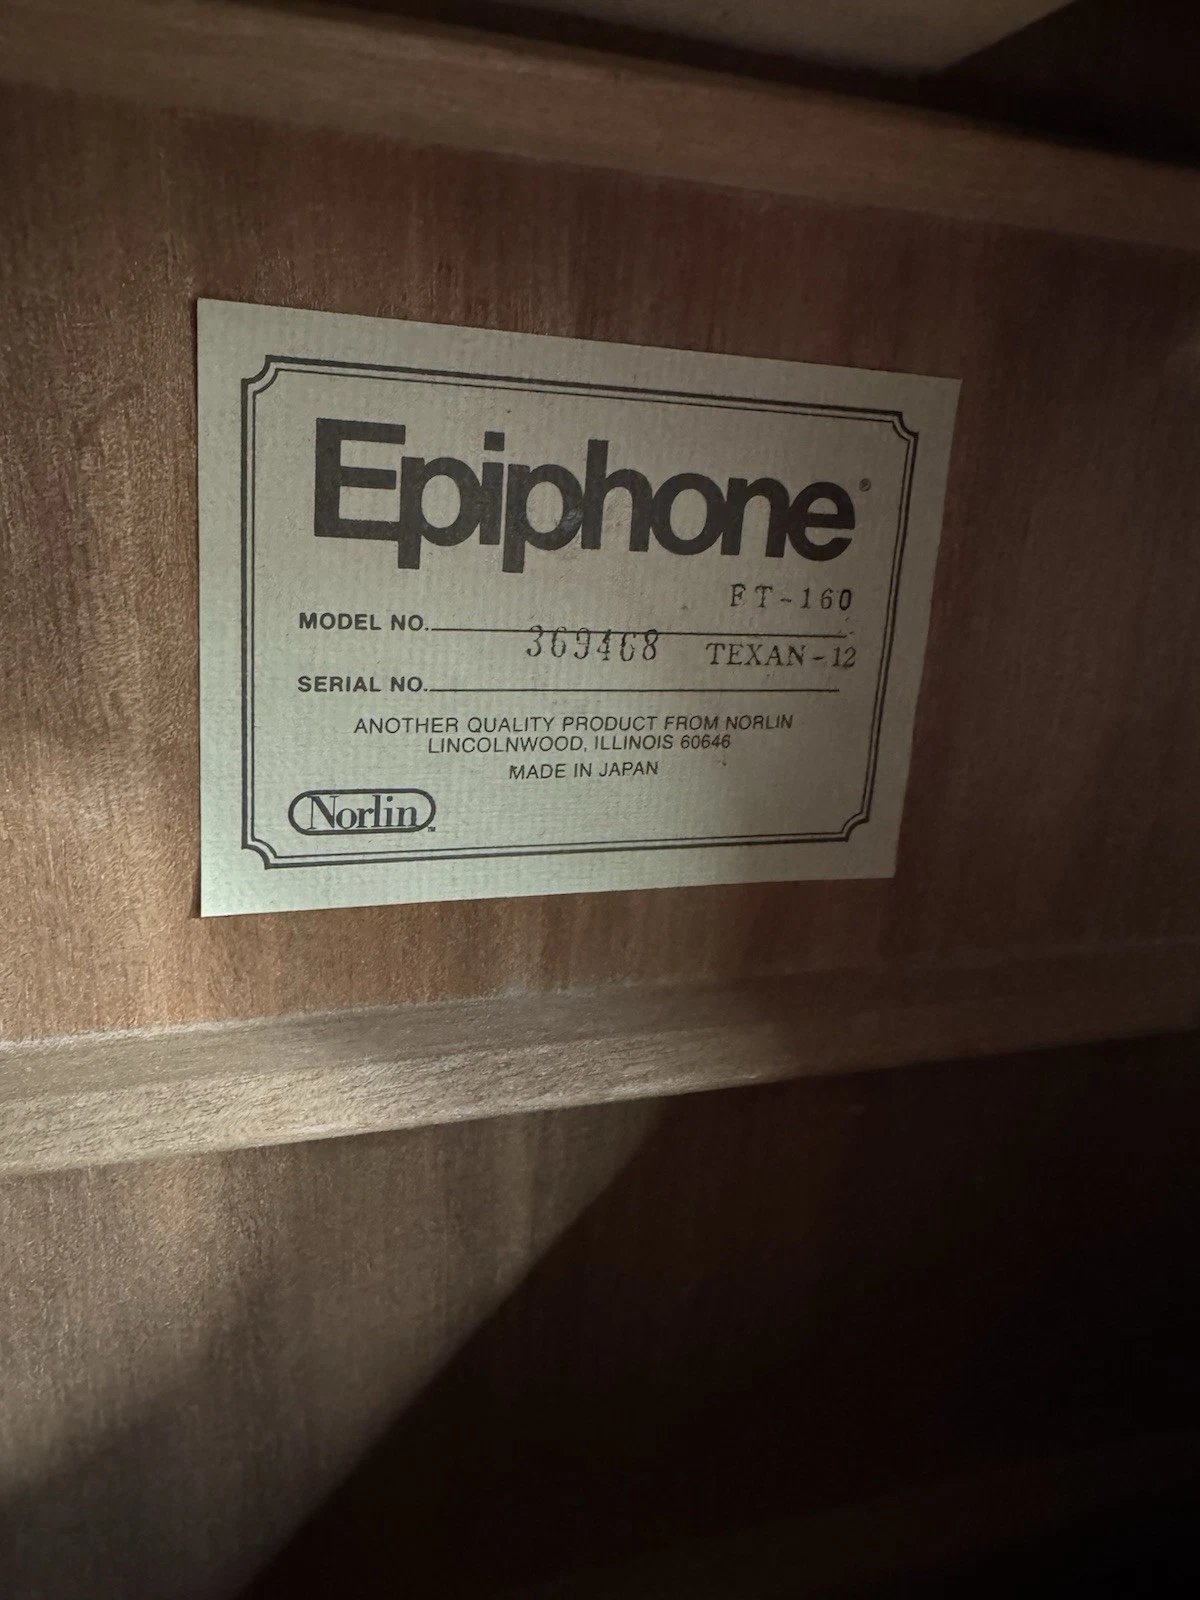 Epiphone®
FT-160
MODEL NO.
369468 TEXAN-12
SERIAL NO.
ANOTHER QUALITY PRODUCT FROM NORLIN
LINCOLNWOOD, ILLINOIS 60646
MADE IN JAPAN
Norlin™